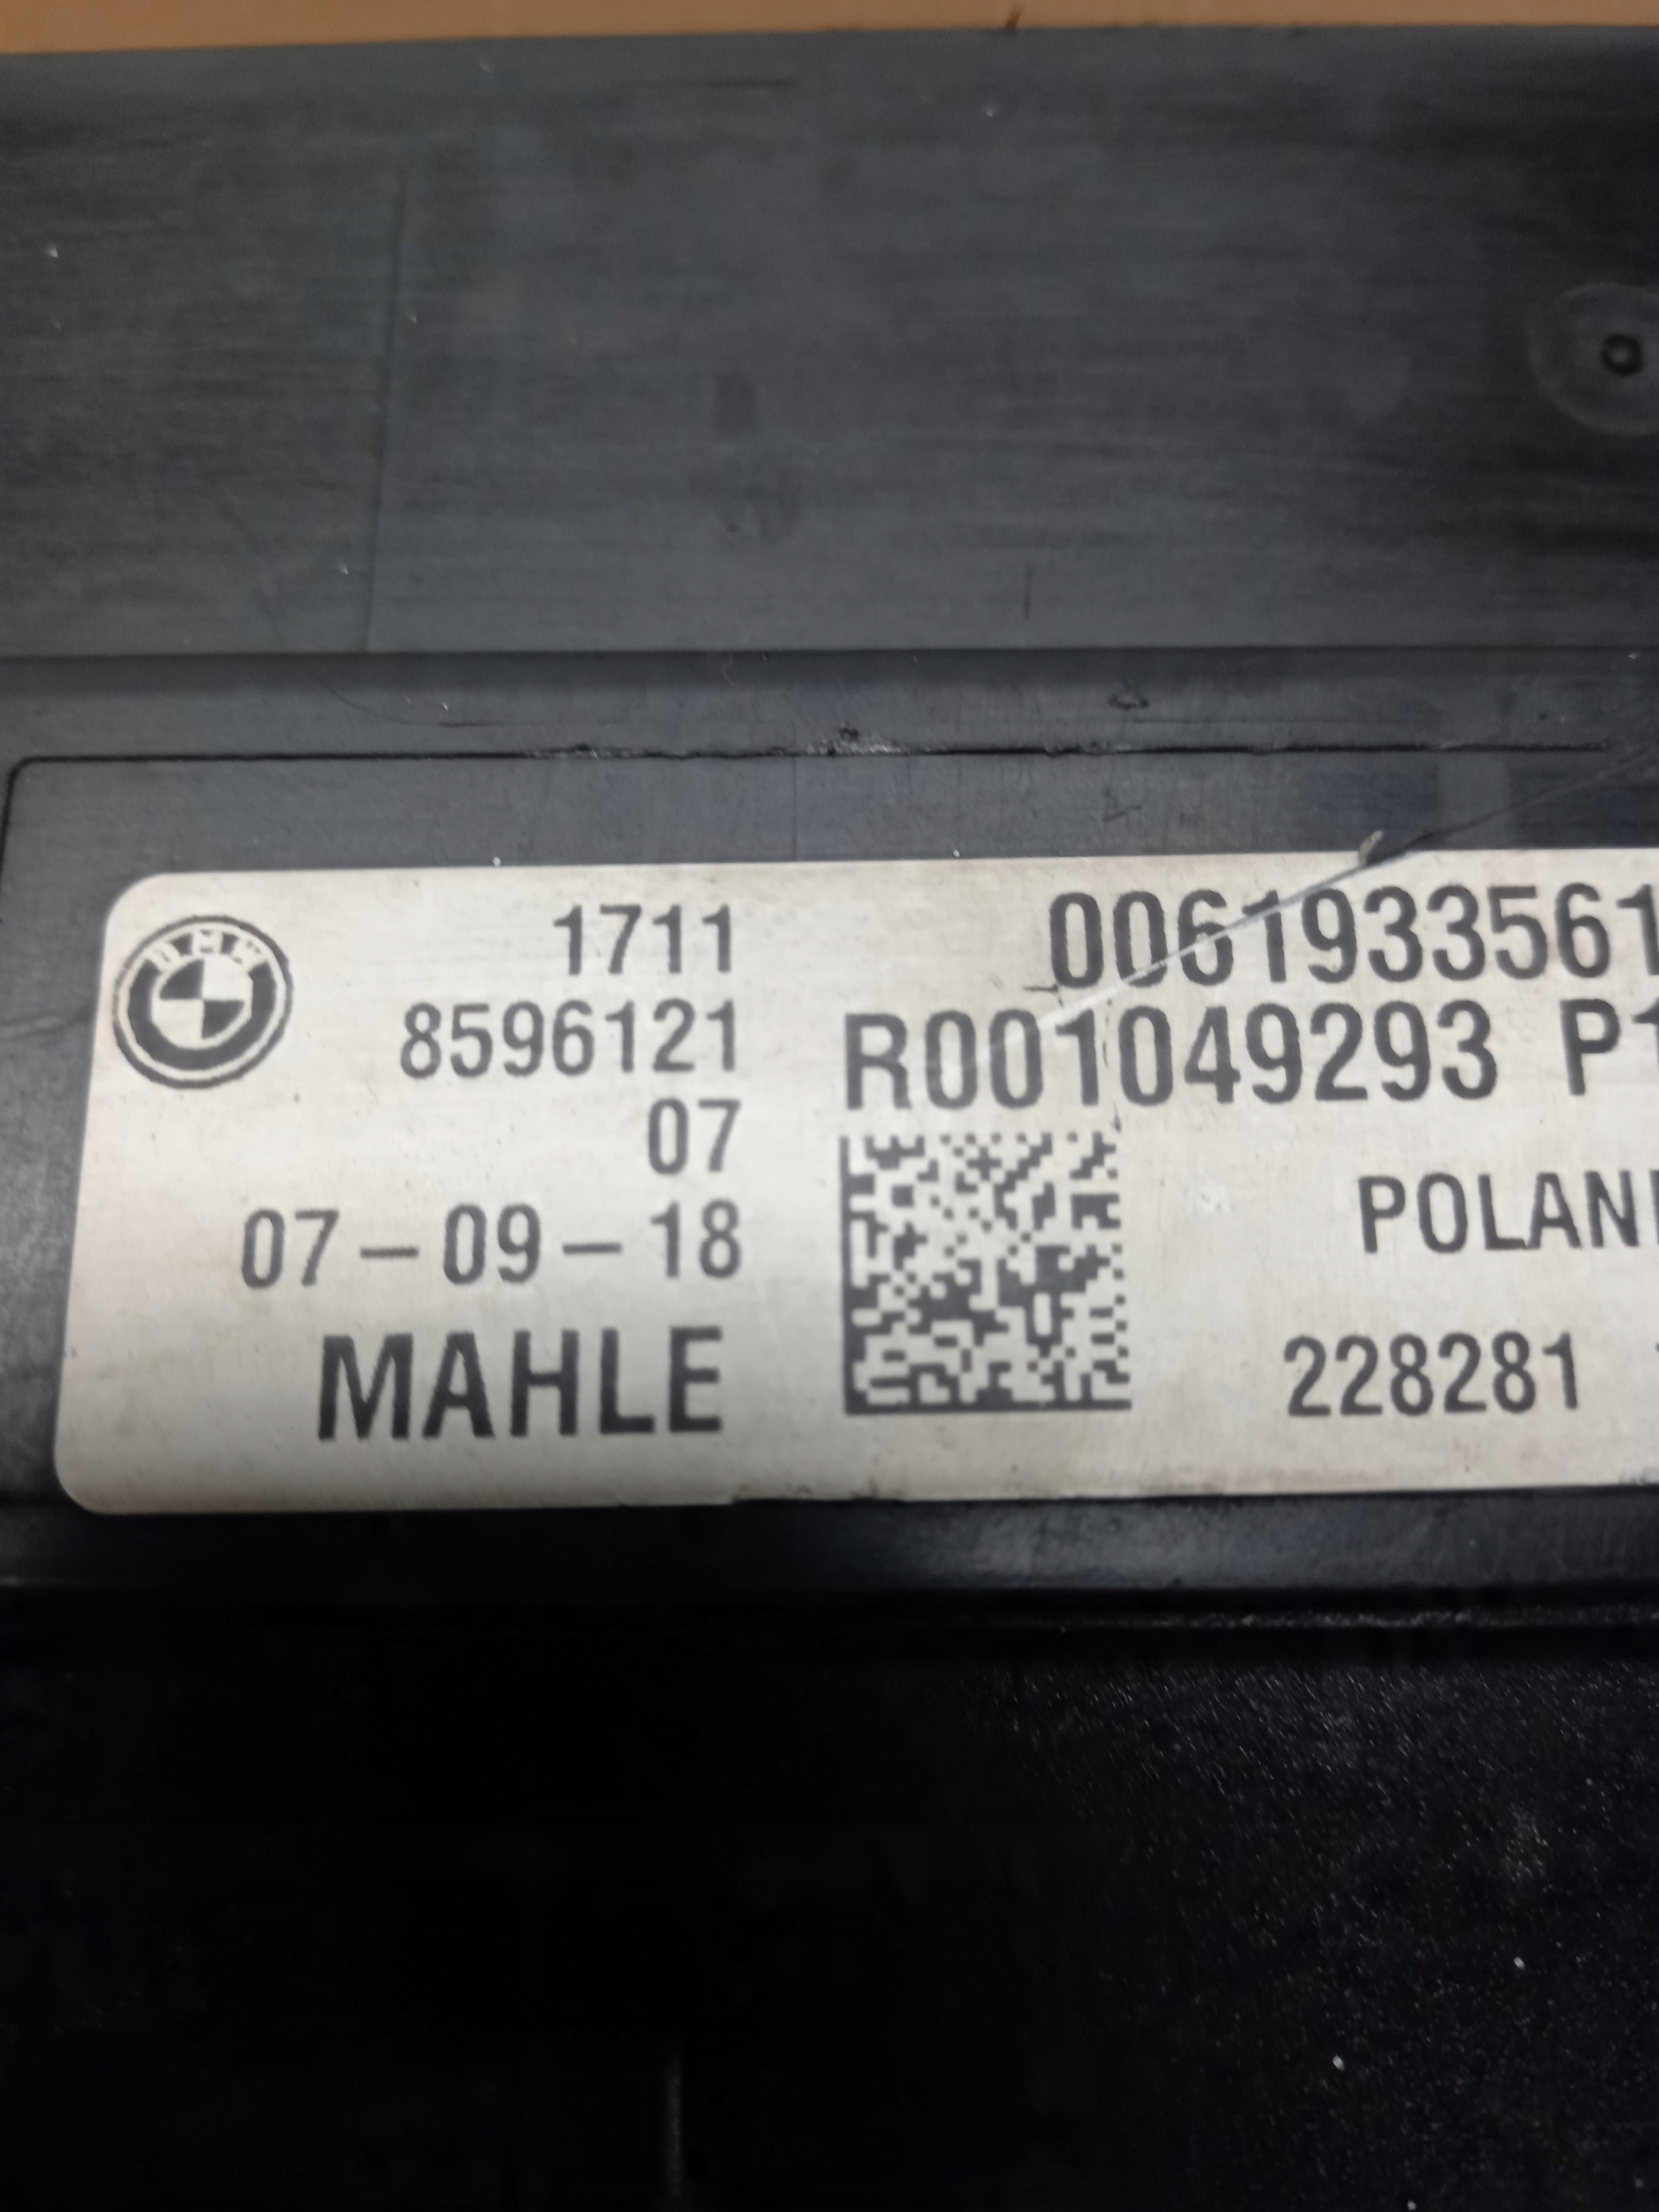 BMW
1711
8596121
07
07-09-18
MAHLE
0061933561
R001049293 P1
POLAN
228281